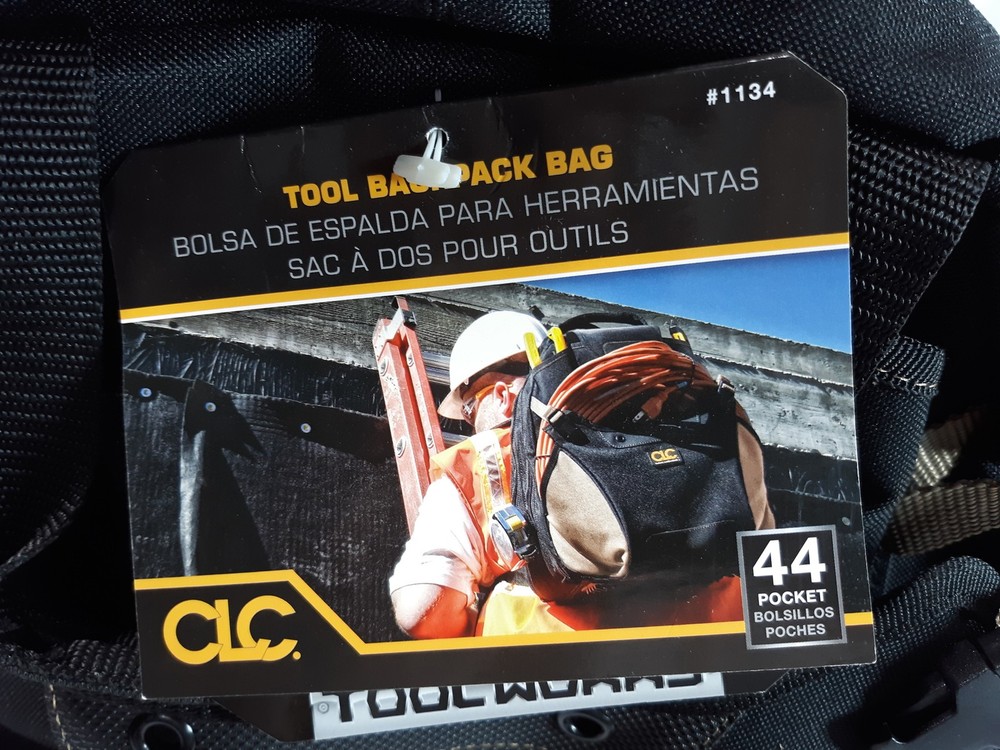 #1134
TOOL BACKPACK BAG
BOLSA DE ESPALDA PARA HERRAMIENTAS
SAC À DOS POUR OUTILS
CLC
44
POCKET
BOLSILLOS
POCHES
CLC.
TOOLWORKS